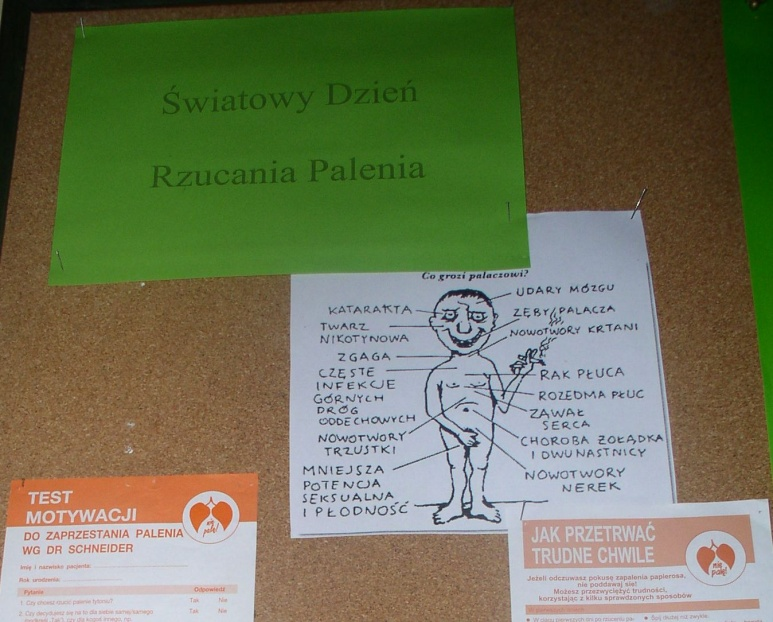 Światowy Dzień
Rzucania Palenia
Co grozi palaczowi?
UDARY MÓZGU
KATARAKTA
ZĘBY PALACZA
TWARZ
NIKOTYNOWA
NOWOTWORY KRTANI
ZGAGA
CZĘSTE
INFEKCJE
GÓRNYCH
DRÓG
ODDECHOWYCH
RAK PŁUCA
ROZEDMA PŁUC
ZAWAŁ
SERCA
NOWOTWORY
TRZUSTKI
CHOROBA ŻOŁĄDKA
I DWUNASTNICY
MNIEJSZA
POTENCJA
SEKSUALNA
I PŁODNOŚĆ
NOWOTWORY
NEREK
TEST
MOTYWACJI
DO ZAPRZESTANIA PALENIA
WG DR SCHNEIDER
nie palę!
Imię i nazwisko pacjenta
Rok urodzenia
Pytanie Odpowiedź
1. Czy chcesz rzucić palenie tytoniu? Tak Nie
2. Czy decydujesz się na to dla siebie samej/samego Tak Nie
JAK PRZETRWAĆ
TRUDNE CHWILE
nie palę!
Jeżeli odczuwasz pokusę zapalenia papierosa,
nie poddawaj się!
Możesz przezwyciężyć trudności,
korzystając z kilku sprawdzonych sposobów